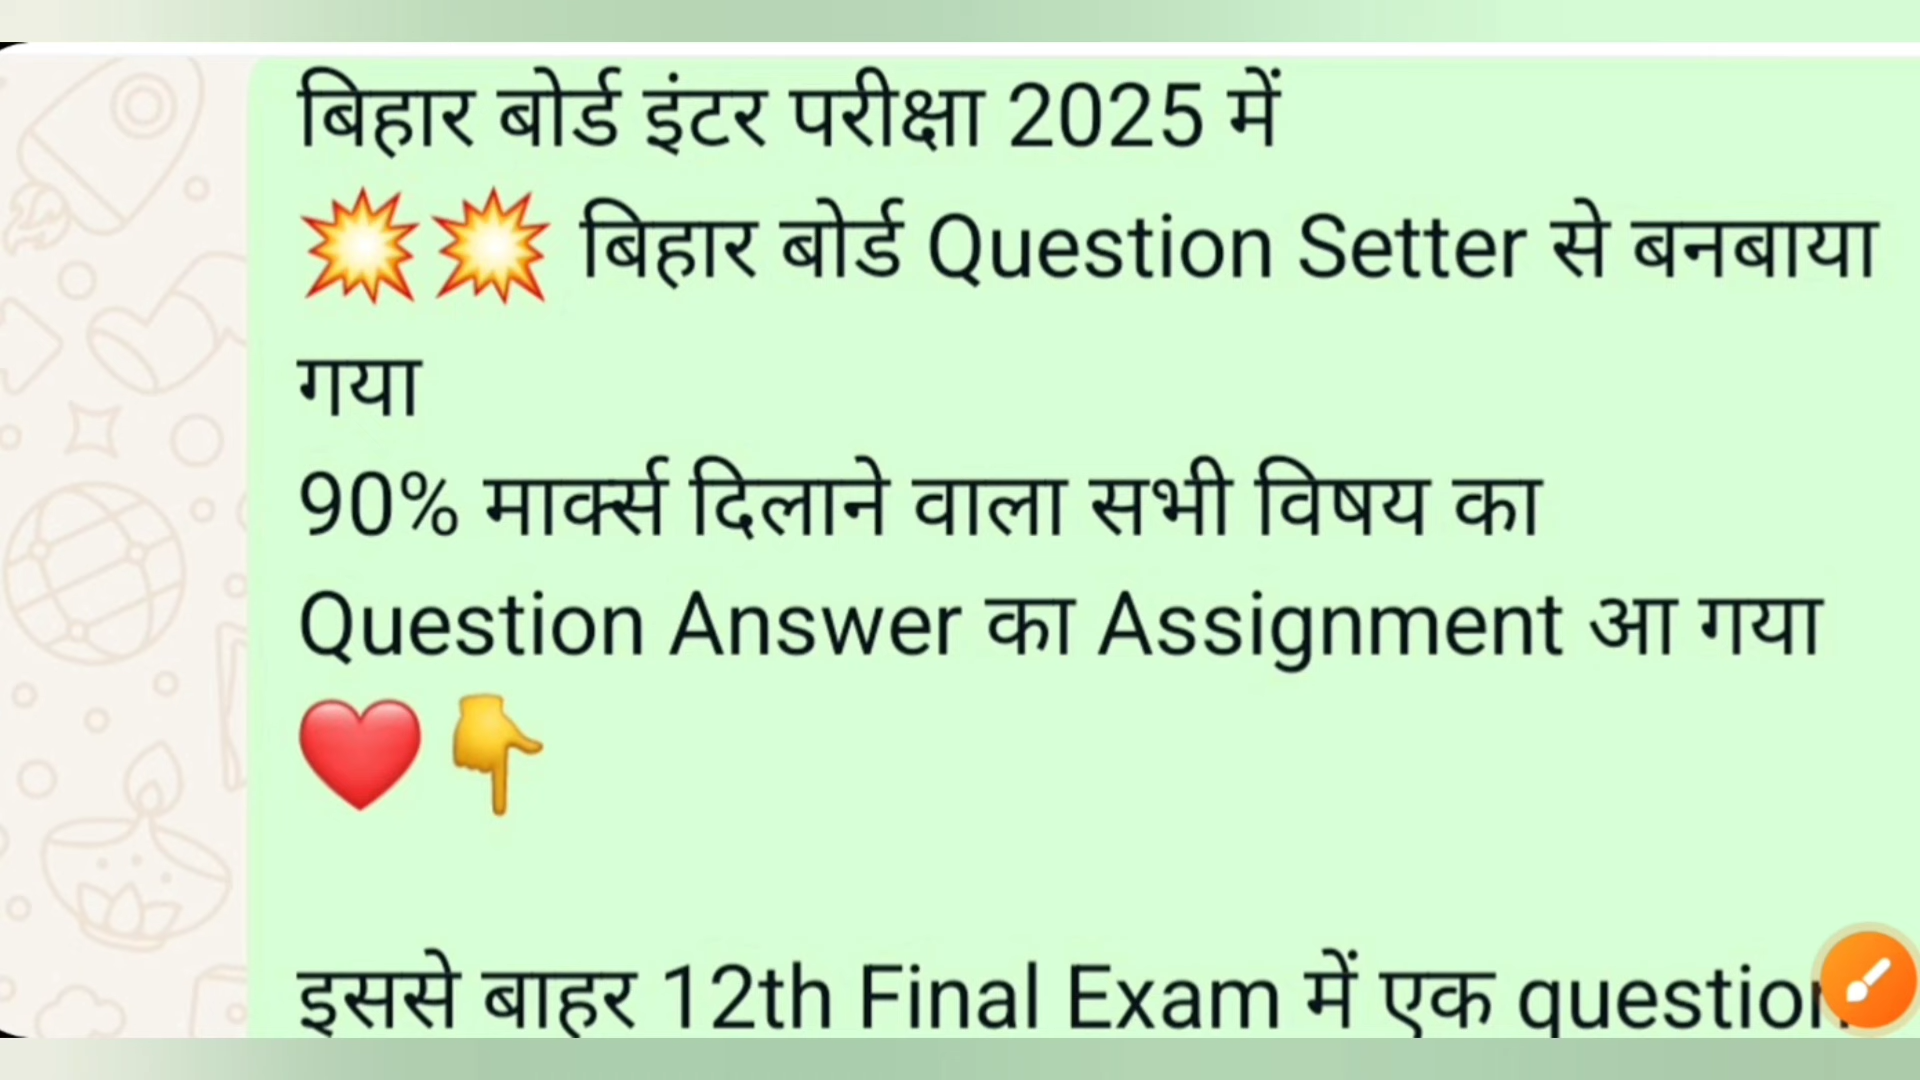 बिहार बोर्ड इंटर परीक्षा 2025 में
💥💥 बिहार बोर्ड Question Setter से बनबाया
गया
90% मार्क्स दिलाने वाला सभी विषय का
Question Answer का Assignment आ गया
❤️👇
इससे बाहर 12th Final Exam में एक question